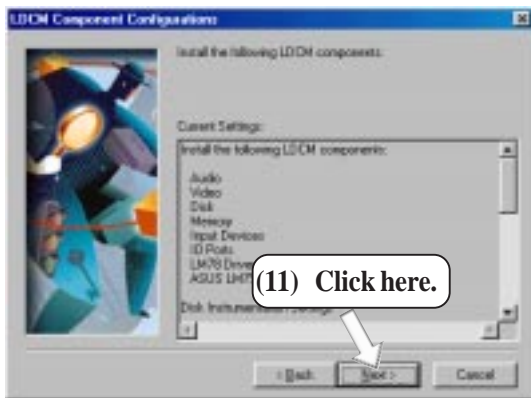 LDCM Component Configurations
Install the following LDCM components:
Current Settings:
Install the following LDCM components:
Audio
Video
Disk
Memory
Input Devices
IO Ports
LM78 Driver
ASUS LM75
(11) Click here.
Disk Instrumentation Settings
< Back
Next >
Cancel